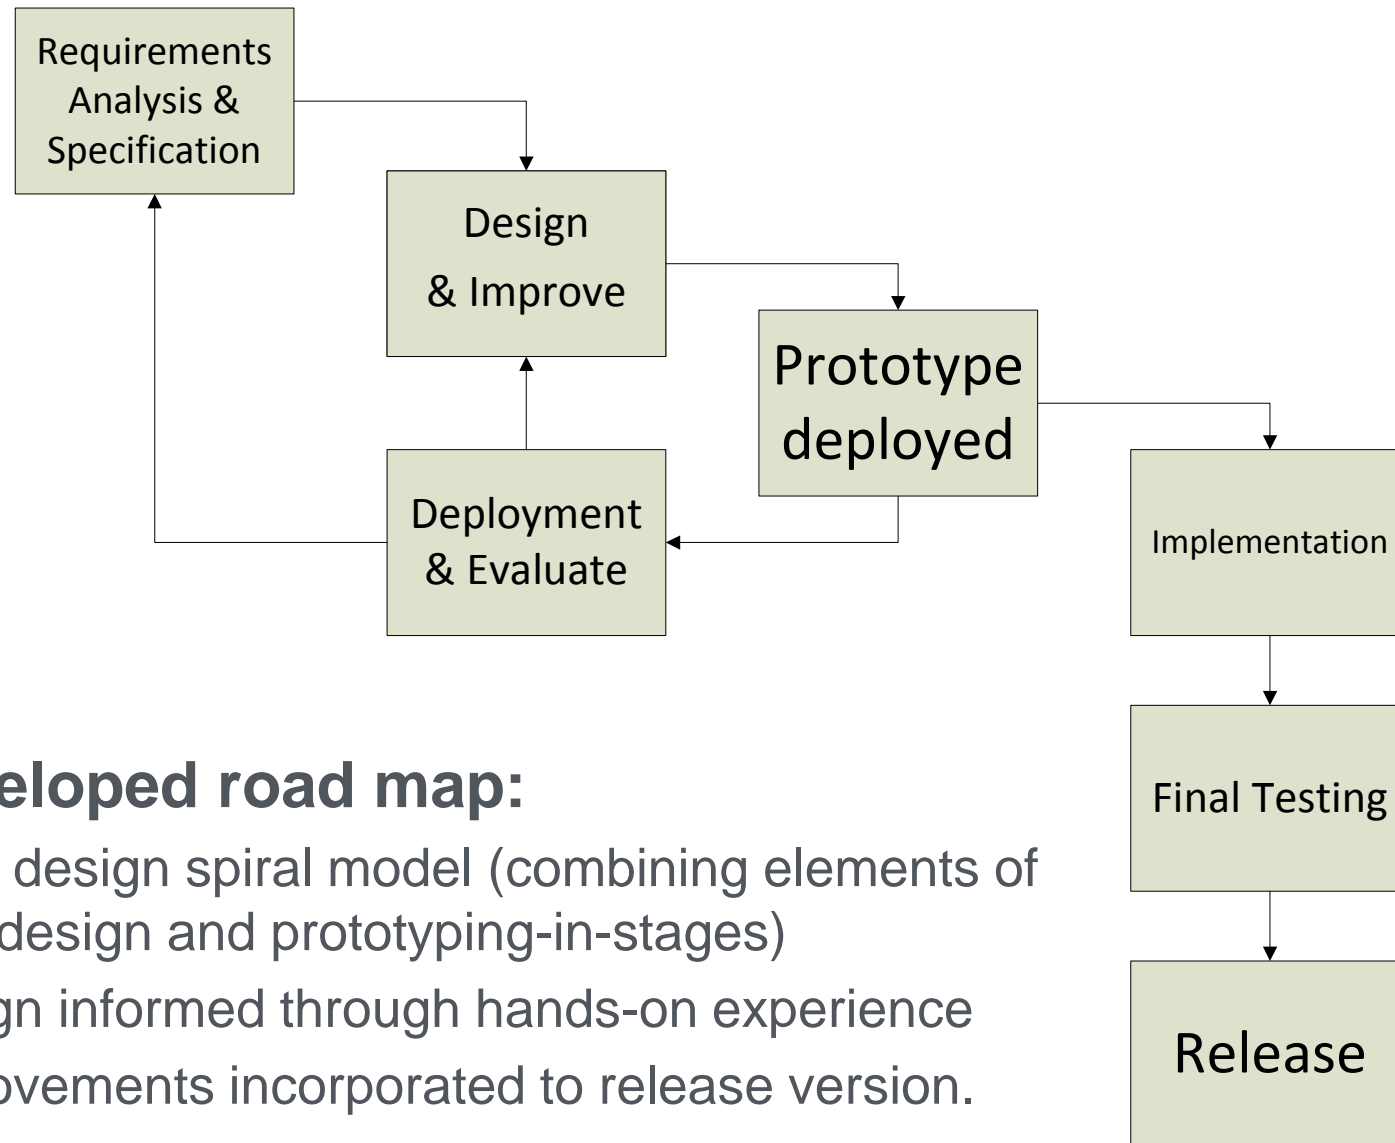 Requirements
Analysis &
Specification
Design
& Improve
Prototype
deployed
Deployment
& Evaluate
Implementation
Final Testing
Release
eloped road map:
design spiral model (combining elements of
design and prototyping-in-stages)
gn informed through hands-on experience
ovements incorporated to release version.